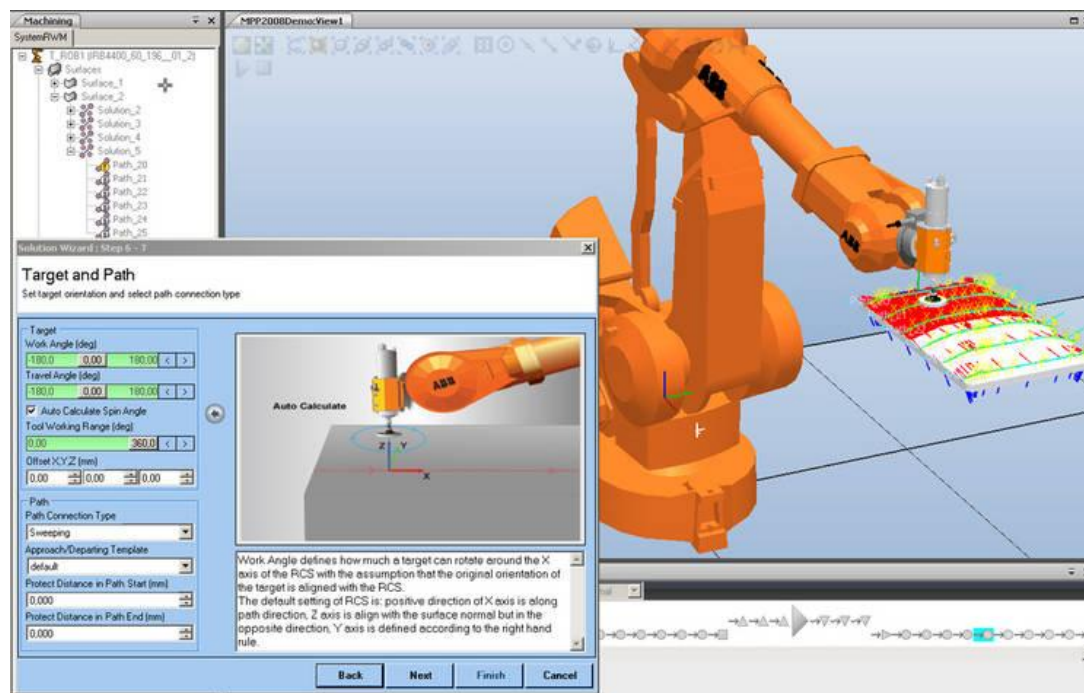 Machining
MPP2008Demo:View1
SystemRWM
T_ROB1 (IRB4400_60_196__01_2)
Surfaces
Surface_1
Surface_2
Solution_2
Solution_3
Solution_4
Solution_5
Path_20
Path_21
Path_22
Path_23
Path_24
Path_25
ABB
ABB
Solution Wizard : Step 6 - 7
Target and Path
Set target orientation and select path connection type
Target
Work Angle (deg)
-180,0 0,00 180,00 < >
Travel Angle (deg)
-180,0 0,00 180,00 < >
Auto Calculate Spin Angle
Tool Working Range (deg)
0,00 360,0 < >
Offset X,Y,Z (mm)
0.00 0.00 0.00
Path
Path Connection Type
Sweeping
Approach/Departing Template
default
Protect Distance in Path Start (mm)
0,000
Protect Distance in Path End (mm)
0,000
ABB
Auto Calculate
Z Y
X
Work Angle defines how much a target can rotate around the X
axis of the RCS with the assumption that the original orientation of
the target is aligned with the RCS.
The default setting of RCS is: positive direction of X axis is along
path direction, Z axis is align with the surface normal but in the
opposite direction, Y axis is defined according to the right hand
rule.
Back Next Finish Cancel